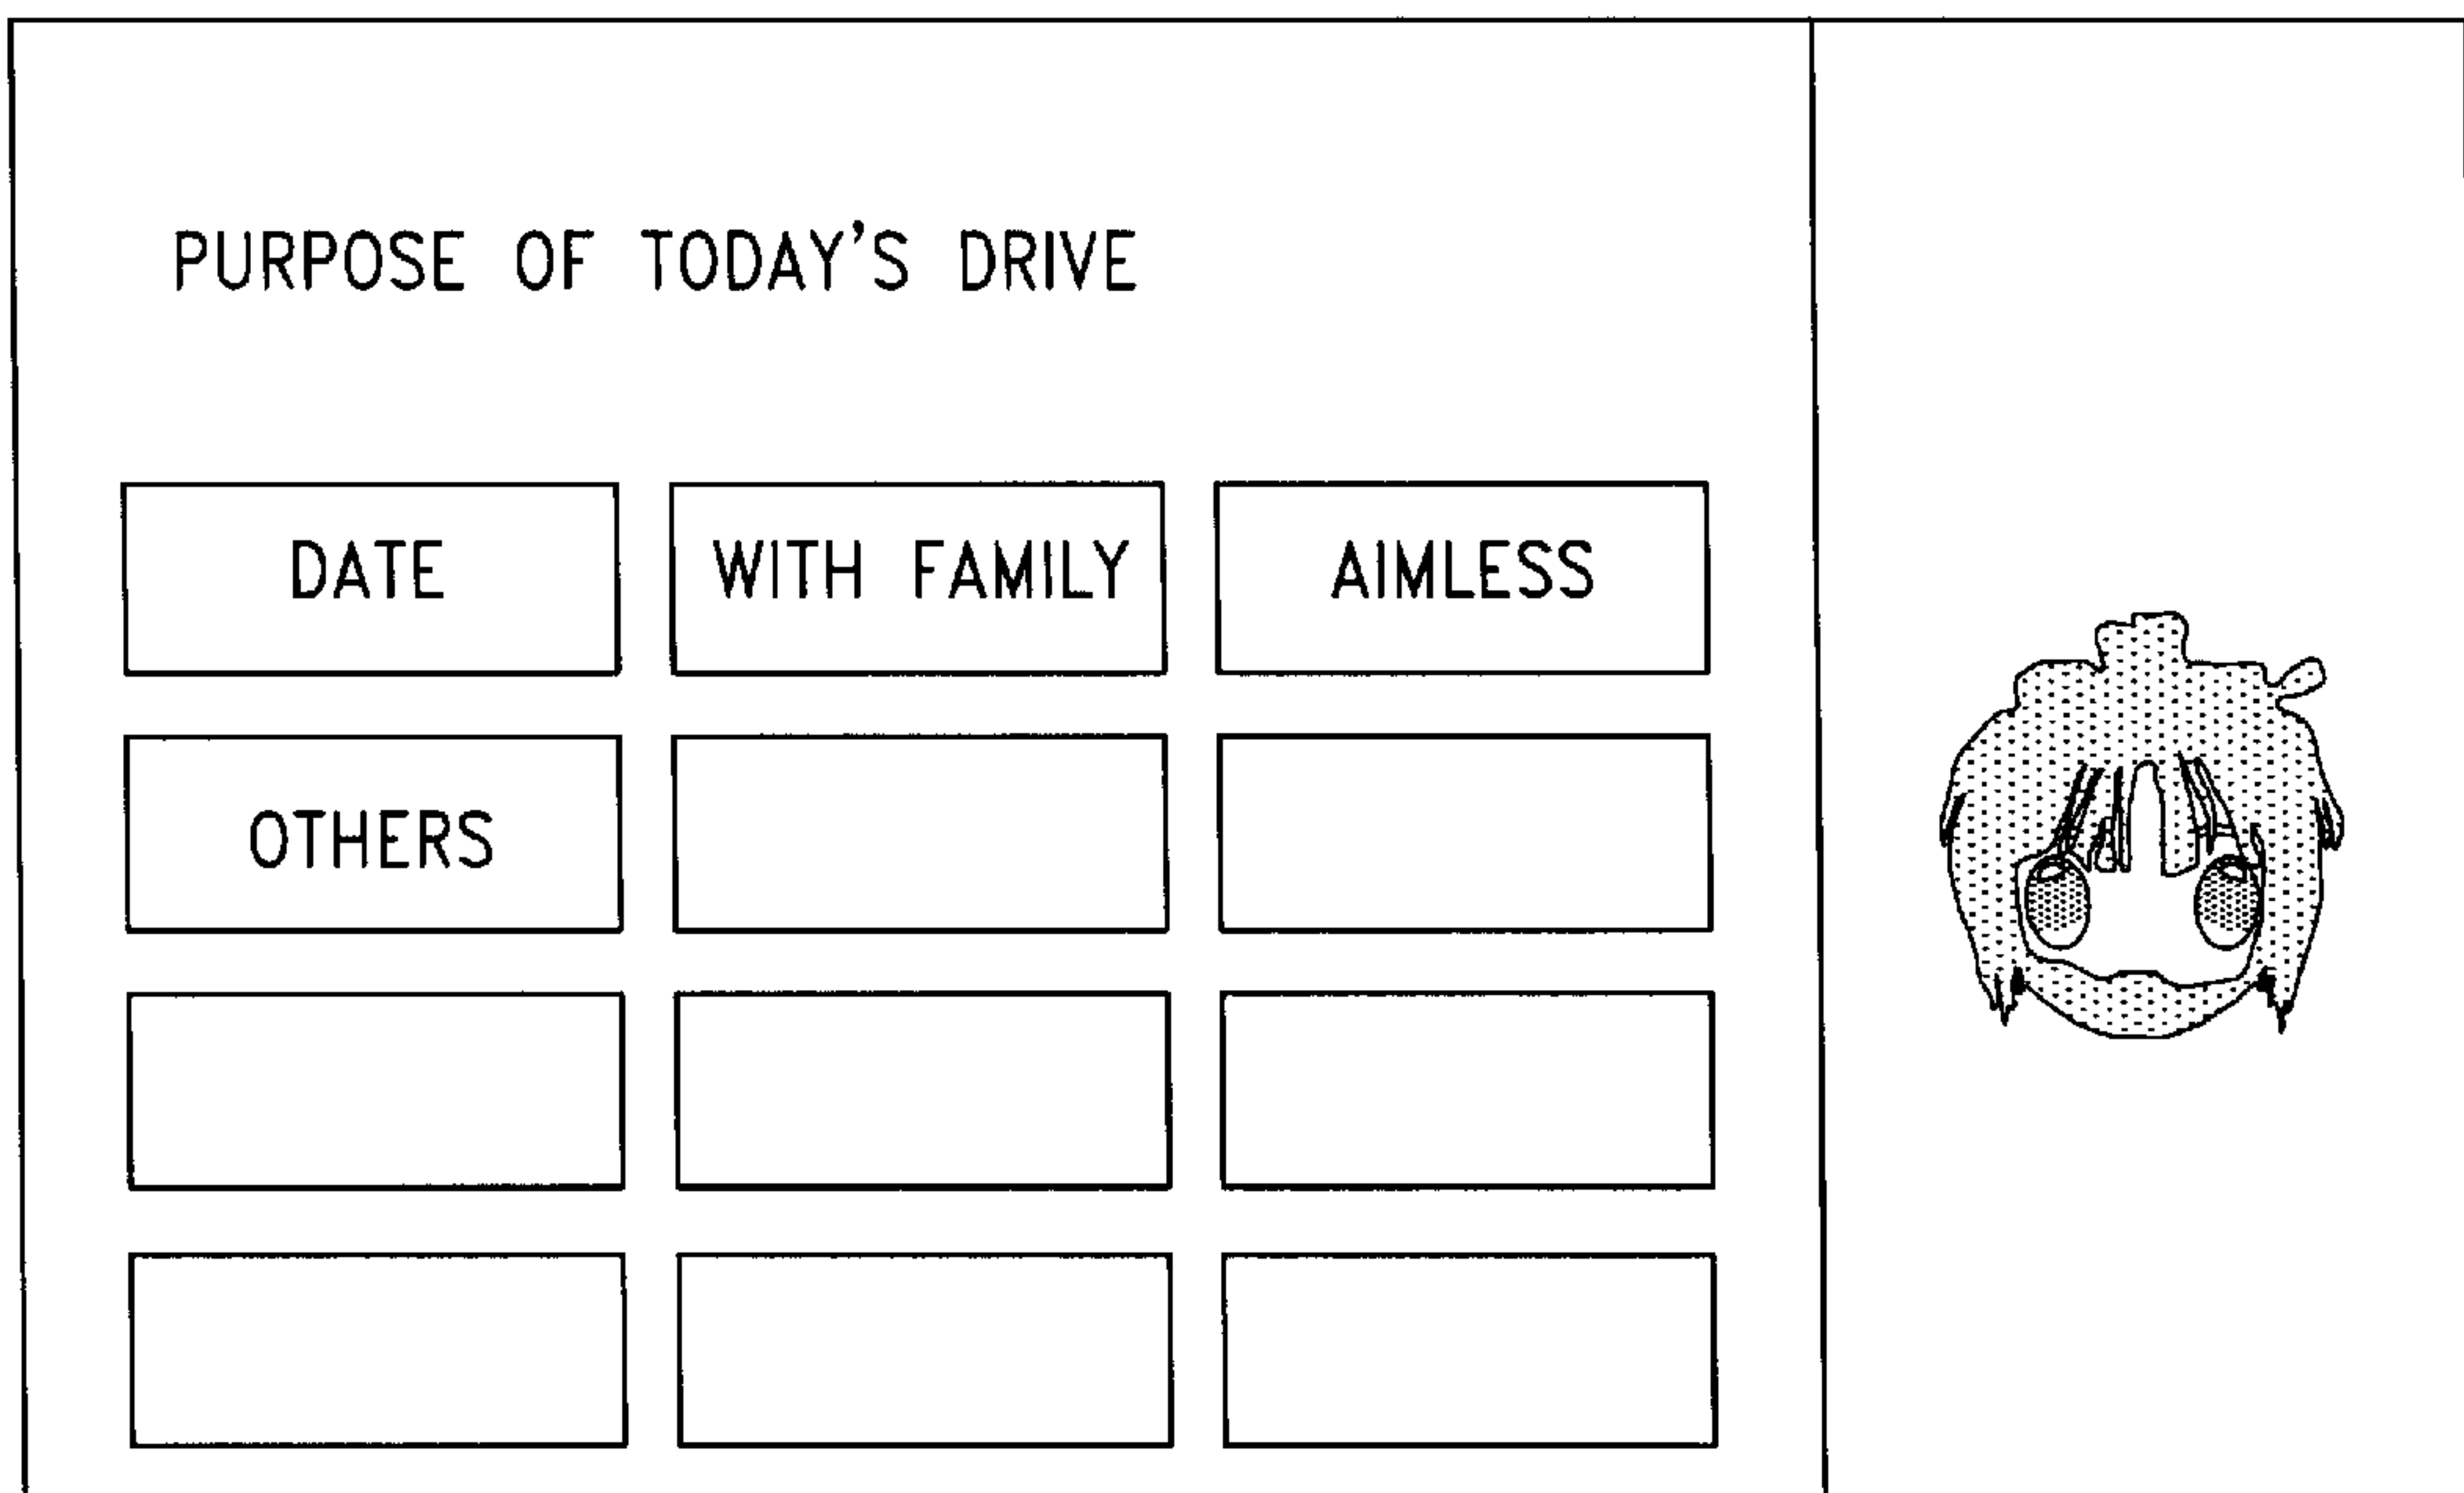 PURPOSE OF TODAY'S DRIVE
DATE
WITH FAMILY
AIMLESS
OTHERS